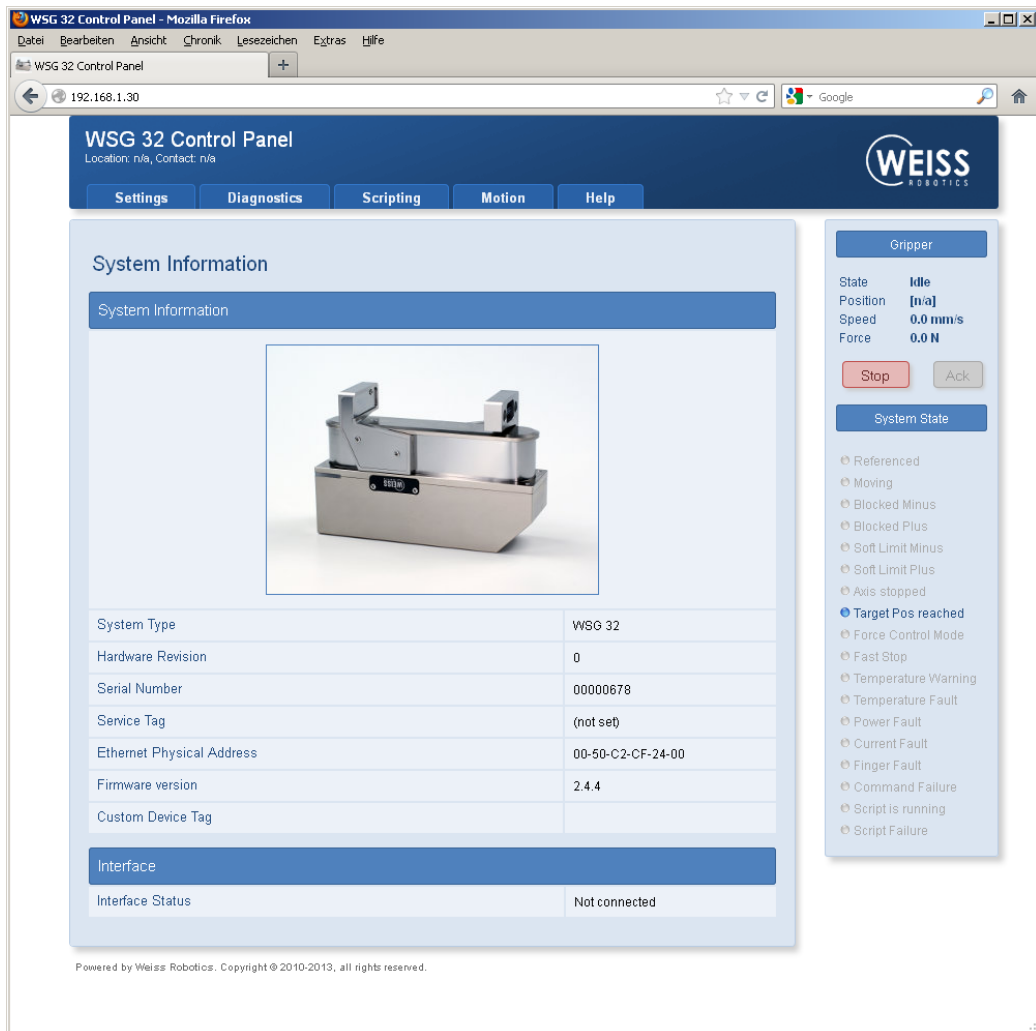 WSG 32 Control Panel - Mozilla Firefox
Datei Bearbeiten Ansicht Chronik Lesezeichen Extras Hilfe
WSG 32 Control Panel
192.168.1.30
Google
WSG 32 Control Panel
Location: n/a, Contact: n/a
WEISS
ROBOTICS
Settings Diagnostics Scripting Motion Help
System Information
System Information
WEISS
System Type WSG 32
Hardware Revision 0
Serial Number 00000678
Service Tag (not set)
Ethernet Physical Address 00-50-C2-CF-24-00
Firmware version 2.4.4
Custom Device Tag
Interface
Interface Status Not connected
Gripper
State Idle
Position [n/a]
Speed 0.0 mm/s
Force 0.0 N
Stop Ack
System State
Referenced
Moving
Blocked Minus
Blocked Plus
Soft Limit Minus
Soft Limit Plus
Axis stopped
Target Pos reached
Force Control Mode
Fast Stop
Temperature Warning
Temperature Fault
Power Fault
Current Fault
Finger Fault
Command Failure
Script is running
Script Failure
Powered by Weiss Robotics. Copyright © 2010-2013, all rights reserved.